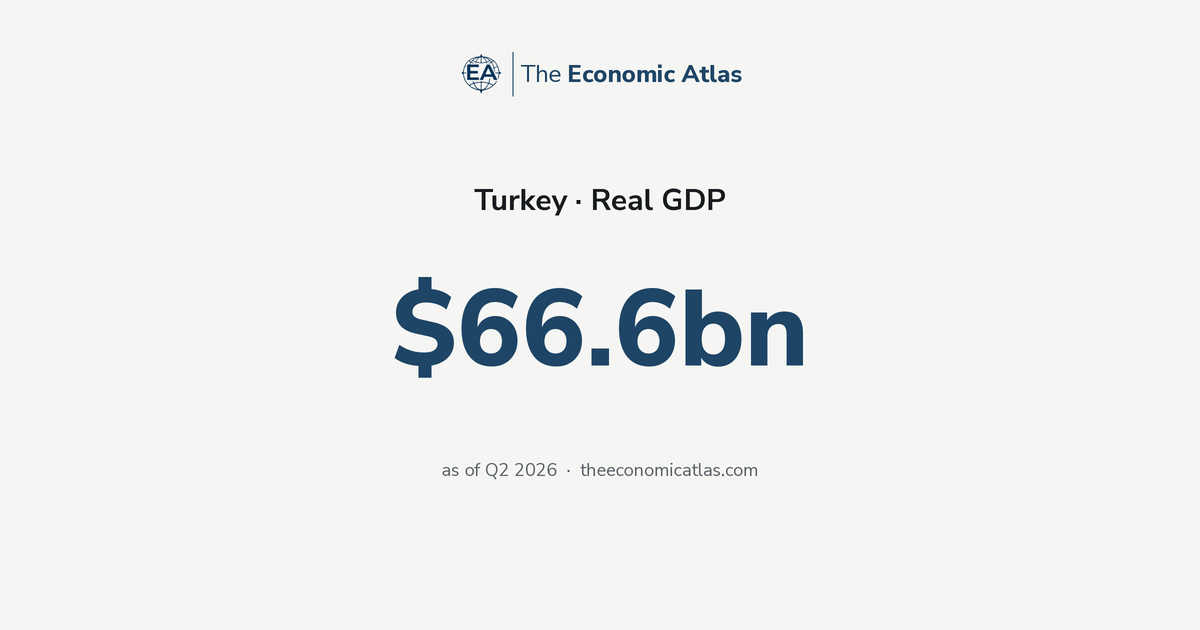 EA The Economic Atlas
Turkey · Real GDP
$66.6bn
as of Q2 2026 · theeconomicatlas.com